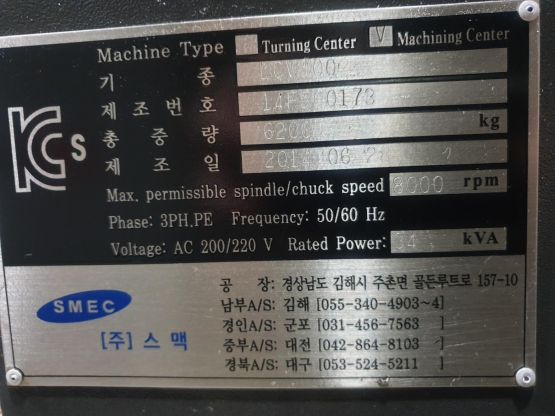 Machine Type Turning Center V Machining Center
기 종
제조번호
총중량 6200 kg
제조일
KCs
Max. permissible spindle/chuck speed 8000 rpm
Phase: 3PH.PE Frequency: 50/60 Hz
Voltage: AC 200/220 V Rated Power: 34 kVA
SMEC
[주] 스 맥
공 장: 경상남도 김해시 주촌면 골든루트로 157-10
남부A/S: 김해 [055-340-4903~4]
경인A/S: 군포 [031-456-7563 ]
중부A/S: 대전 [042-864-8103 ]
경북A/S: 대구 [053-524-5211 ]